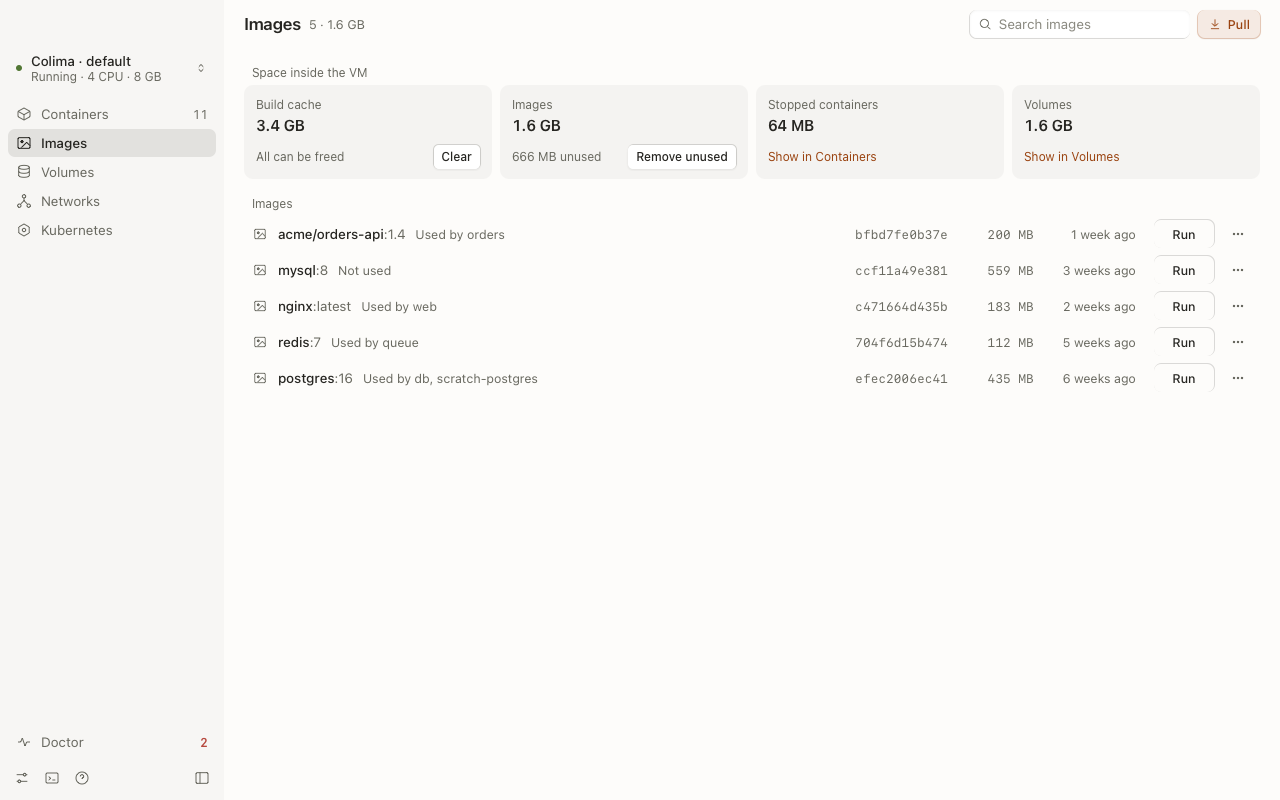 Images 5 · 1.6 GB
Search images
Pull
Colima · default
Running · 4 CPU · 8 GB
Containers 11
Images
Volumes
Networks
Kubernetes
Doctor 2
Space inside the VM
Build cache
3.4 GB
All can be freed
Clear
Images
1.6 GB
666 MB unused
Remove unused
Stopped containers
64 MB
Show in Containers
Volumes
1.6 GB
Show in Volumes
Images
acme/orders-api:1.4 Used by orders bfbd7fe0b37e 200 MB 1 week ago Run
mysql:8 Not used ccf11a49e381 559 MB 3 weeks ago Run
nginx:latest Used by web c471664d435b 183 MB 2 weeks ago Run
redis:7 Used by queue 704f6d15b474 112 MB 5 weeks ago Run
postgres:16 Used by db, scratch-postgres efec2006ec41 435 MB 6 weeks ago Run